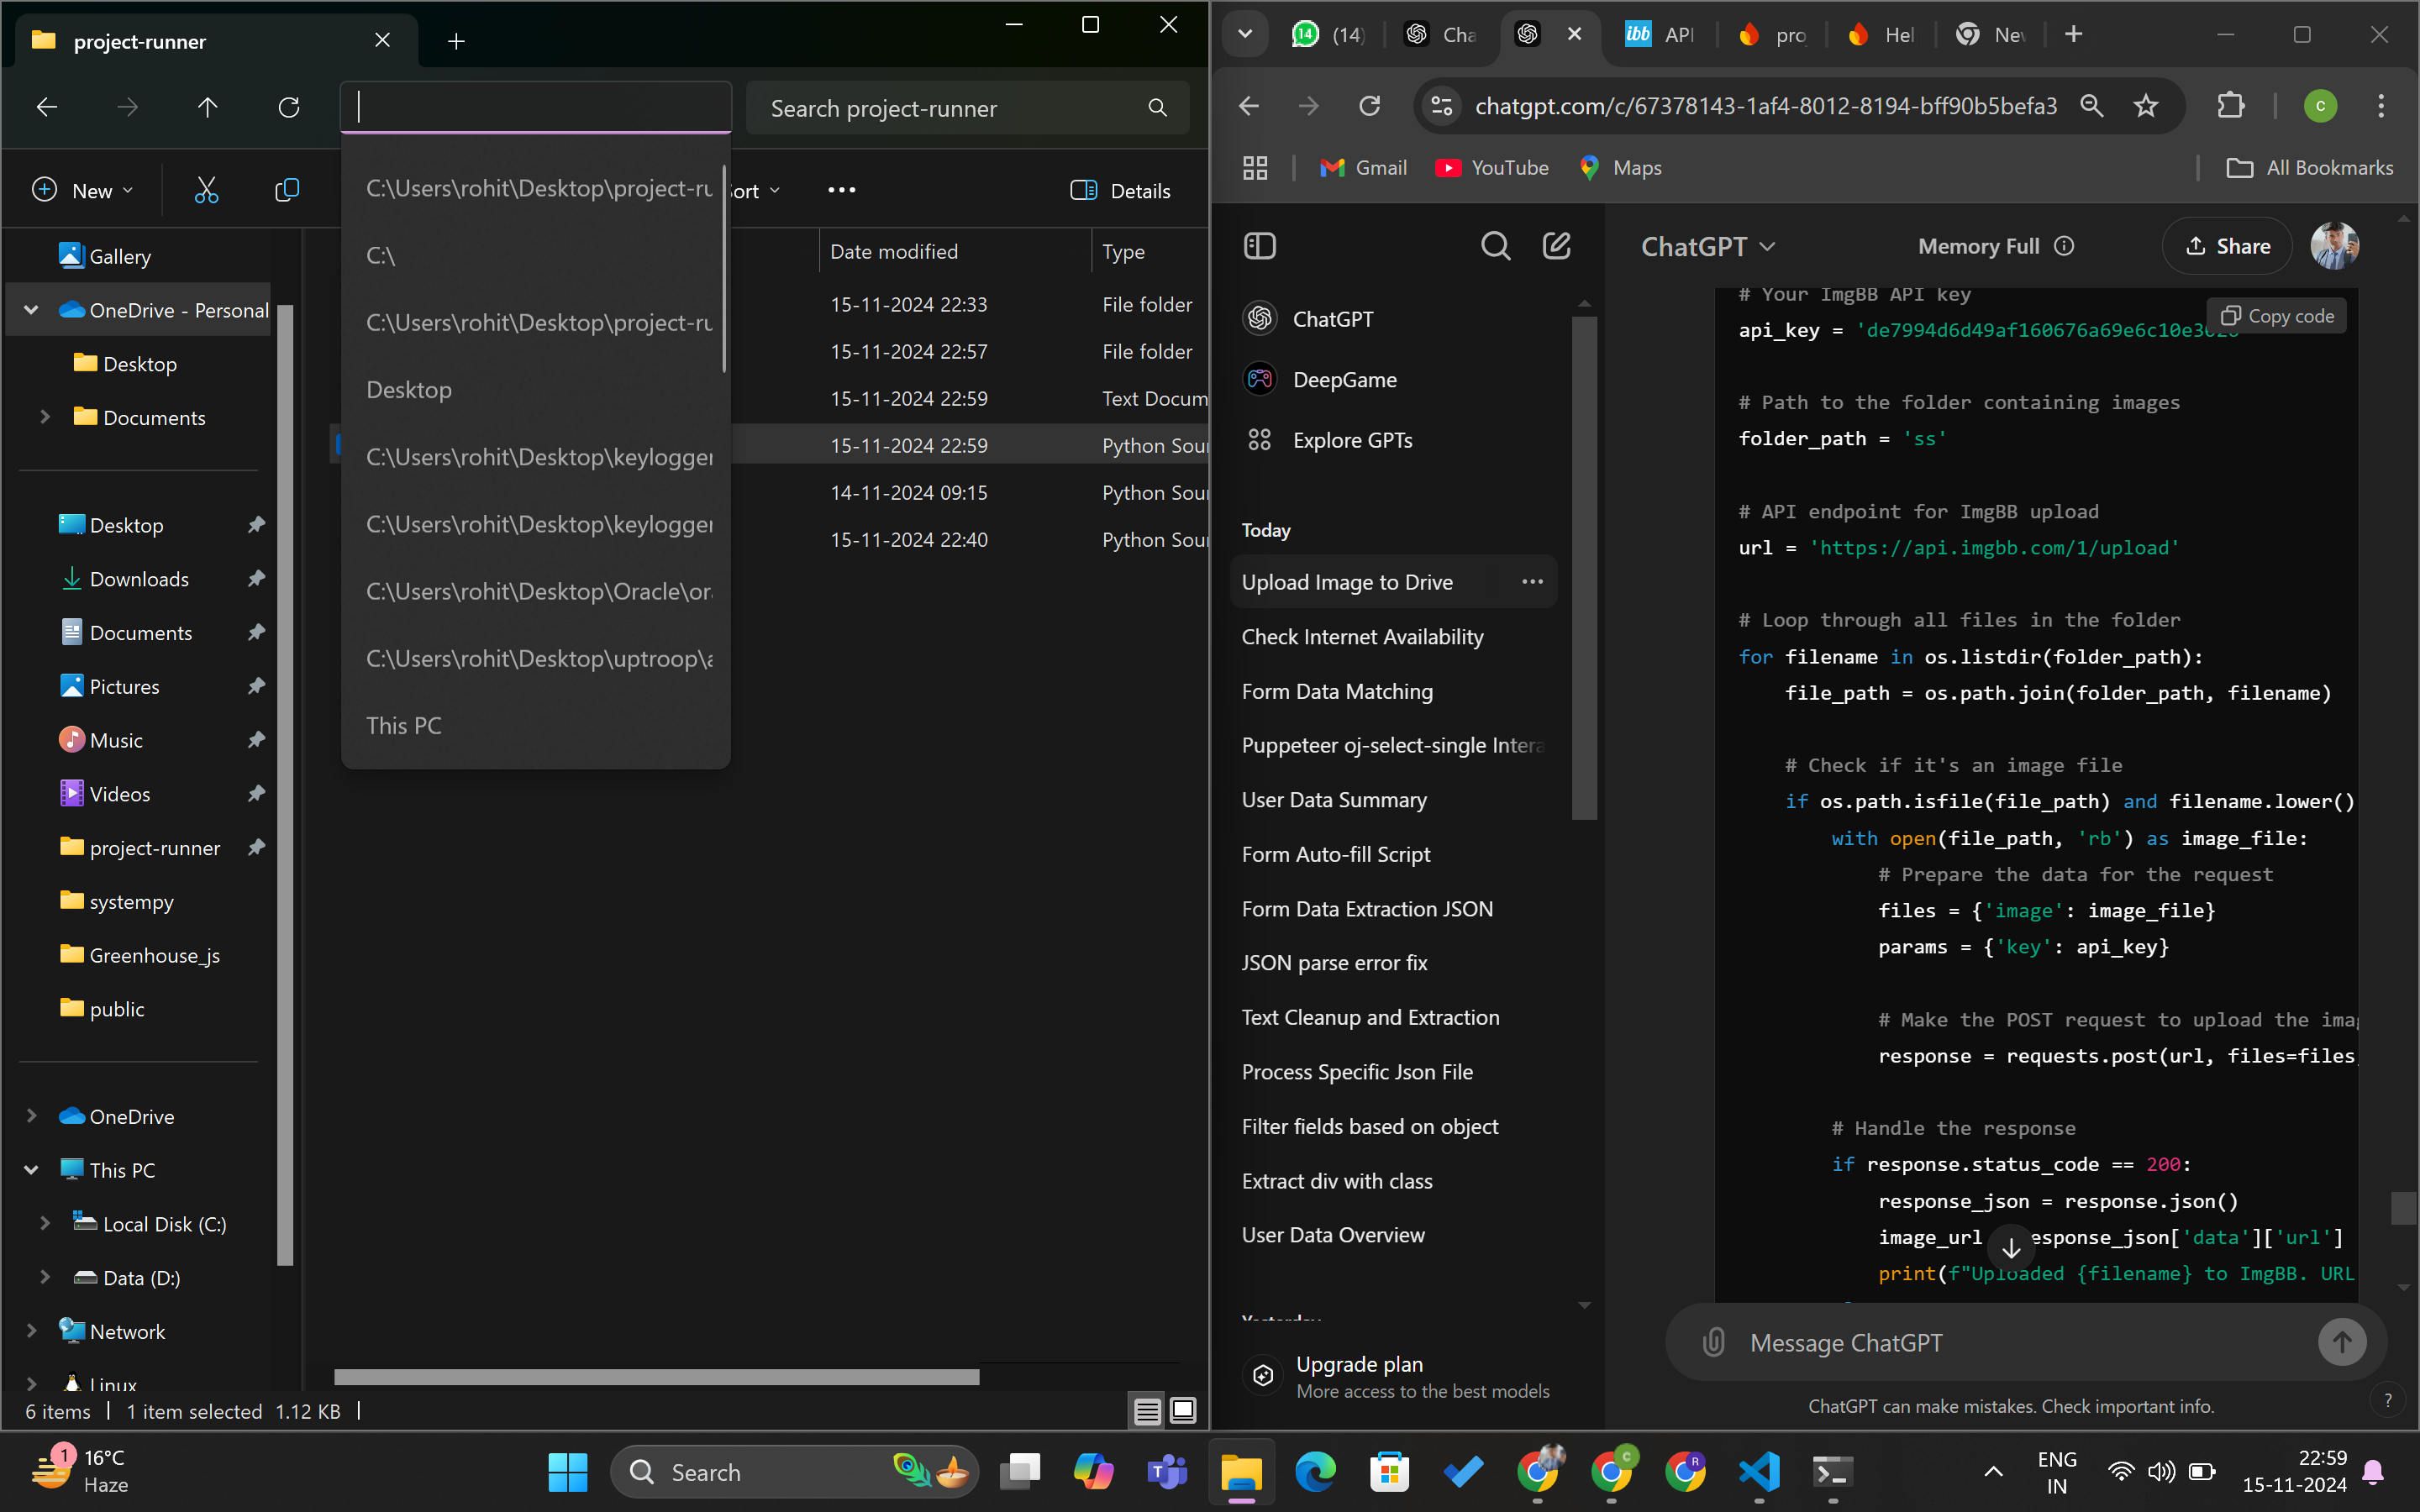 project-runner
Search project-runner
New
ort
Details
Gallery
OneDrive - Personal
Desktop
Documents
Desktop
Downloads
Documents
Pictures
Music
Videos
project-runner
systempy
Greenhouse_js
public
OneDrive
This PC
Local Disk (C:)
Data (D:)
Network
Linux
C:\Users\rohit\Desktop\project-ru
C:\
C:\Users\rohit\Desktop\project-ru
Desktop
C:\Users\rohit\Desktop\keylogger
C:\Users\rohit\Desktop\keylogger
C:\Users\rohit\Desktop\Oracle\ora
C:\Users\rohit\Desktop\uptroop\a
This PC
Date modified Type
15-11-2024 22:33 File folder
15-11-2024 22:57 File folder
15-11-2024 22:59 Text Docum
15-11-2024 22:59 Python Sour
14-11-2024 09:15 Python Sour
15-11-2024 22:40 Python Sour
6 items 1 item selected 1.12 KB
14 (14) Cha ibb API pro Hel Nev
chatgpt.com/c/67378143-1af4-8012-8194-bff90b5befa3 c
Gmail YouTube Maps All Bookmarks
ChatGPT
DeepGame
Explore GPTs
Today
Upload Image to Drive
Check Internet Availability
Form Data Matching
Puppeteer oj-select-single Intera
User Data Summary
Form Auto-fill Script
Form Data Extraction JSON
JSON parse error fix
Text Cleanup and Extraction
Process Specific Json File
Filter fields based on object
Extract div with class
User Data Overview
Yesterday
Upgrade plan
More access to the best models
ChatGPT Memory Full Share
# Your ImgBB API key
Copy code
api_key = 'de7994d6d49af160676a69e6c10e3
# Path to the folder containing images
folder_path = 'ss'
# API endpoint for ImgBB upload
url = 'https://api.imgbb.com/1/upload'
# Loop through all files in the folder
for filename in os.listdir(folder_path):
file_path = os.path.join(folder_path, filename)
# Check if it's an image file
if os.path.isfile(file_path) and filename.lower()
with open(file_path, 'rb') as image_file:
# Prepare the data for the request
files = {'image': image_file}
params = {'key': api_key}
# Make the POST request to upload the imag
response = requests.post(url, files=files,
# Handle the response
if response.status_code == 200:
response_json = response.json()
image_url esponse_json['data']['url']
print(f"Uploaded {filename} to ImgBB. URL
Message ChatGPT
ChatGPT can make mistakes. Check important info.
?
1 16°C
Haze
Search
ENG
IN
22:59
15-11-2024